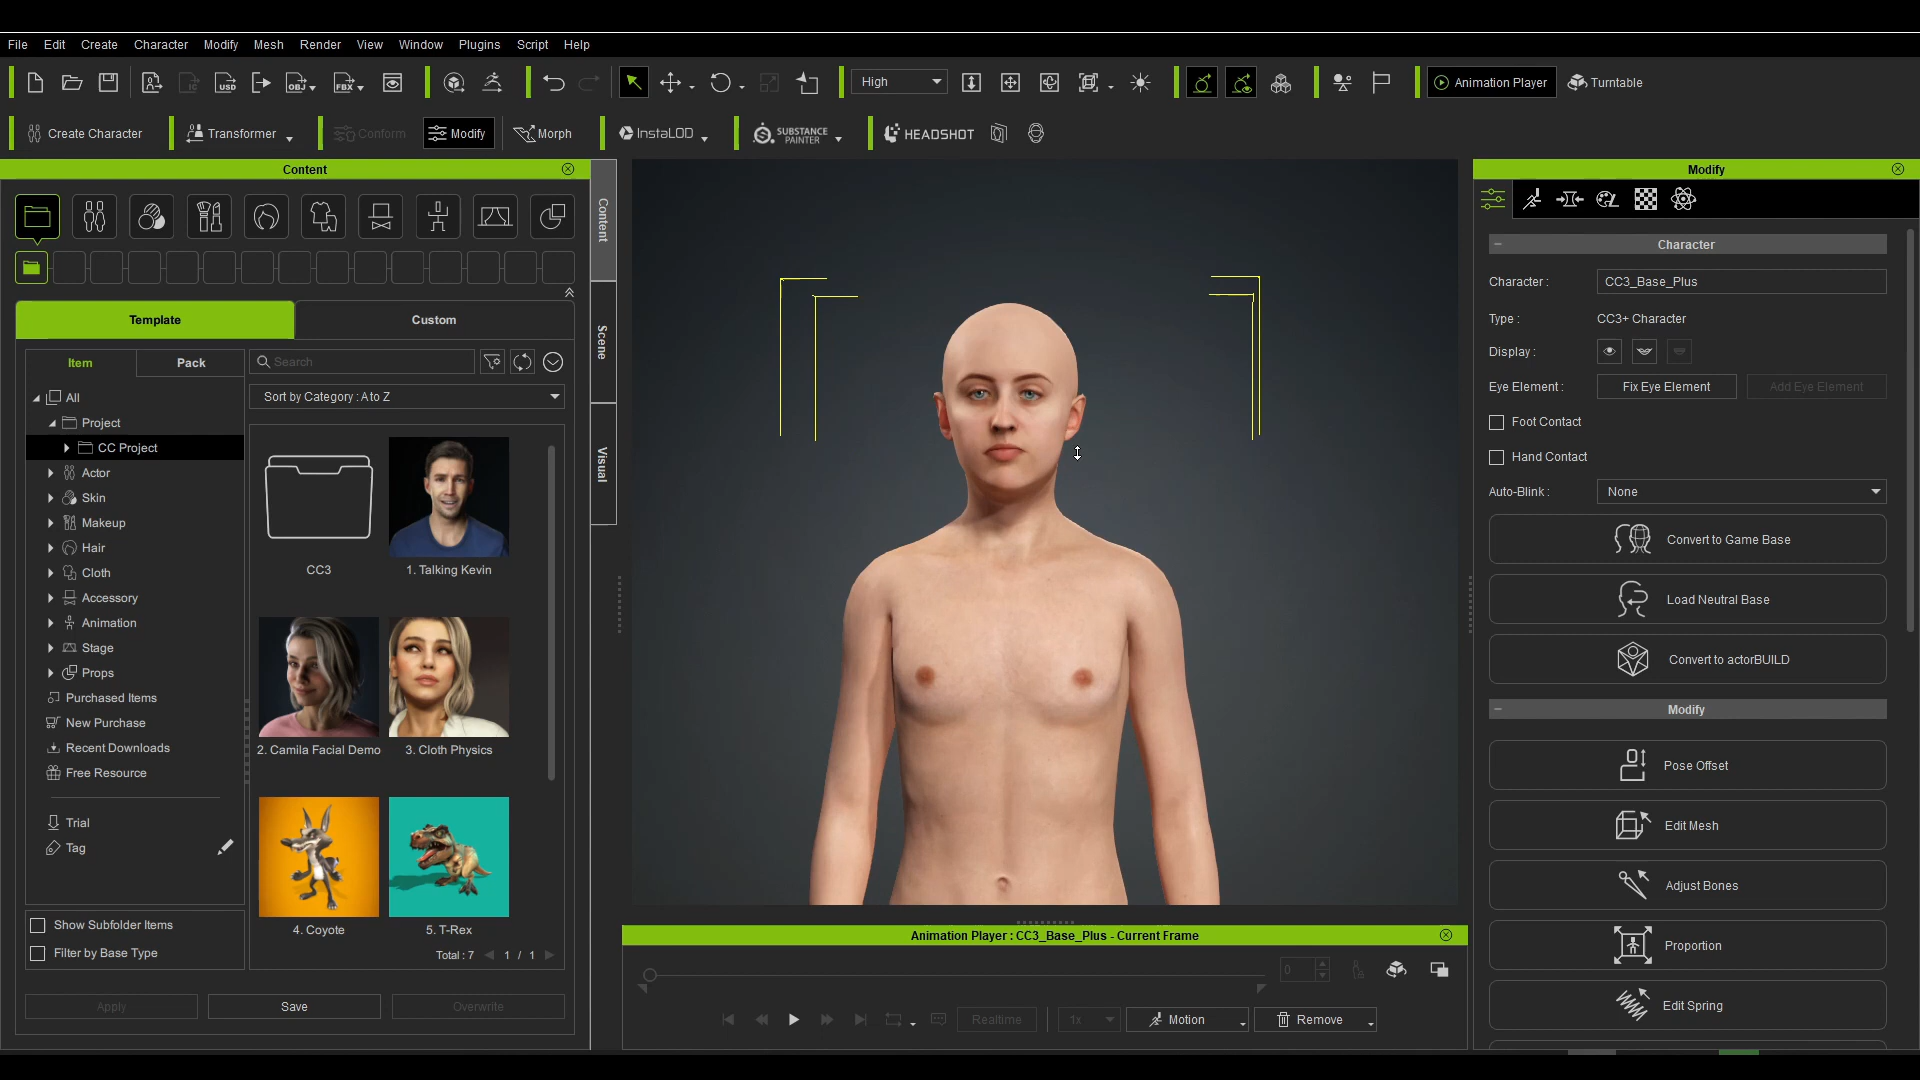 File Edit Create Character Modify Mesh Render View Window Plugins Script Help
USD OBJ FBX High Animation Player Turntable
Create Character Transformer Conform Modify Morph InstaLOD SUBSTANCE PAINTER HEADSHOT
Content
Template Custom
Item Pack Search
Sort by Category : A to Z
All
Project
CC Project
Actor
Skin
Makeup
Hair
Cloth
Accessory
Animation
Stage
Props
Purchased Items
New Purchase
Recent Downloads
Free Resource
Trial
Tag
Show Subfolder Items
Filter by Base Type
CC3 1. Talking Kevin
2. Camila Facial Demo 3. Cloth Physics
4. Coyote 5. T-Rex
Total : 7 1 / 1
Apply Save Overwrite
Content
Scene
Visual
Animation Player : CC3_Base_Plus - Current Frame
0
Realtime 1x Motion Remove
Modify
Character
Character : CC3_Base_Plus
Type : CC3+ Character
Display :
Eye Element : Fix Eye Element Add Eye Element
Foot Contact
Hand Contact
Auto-Blink : None
Convert to Game Base
Load Neutral Base
Convert to actorBUILD
Modify
Pose Offset
Edit Mesh
Adjust Bones
Proportion
Edit Spring